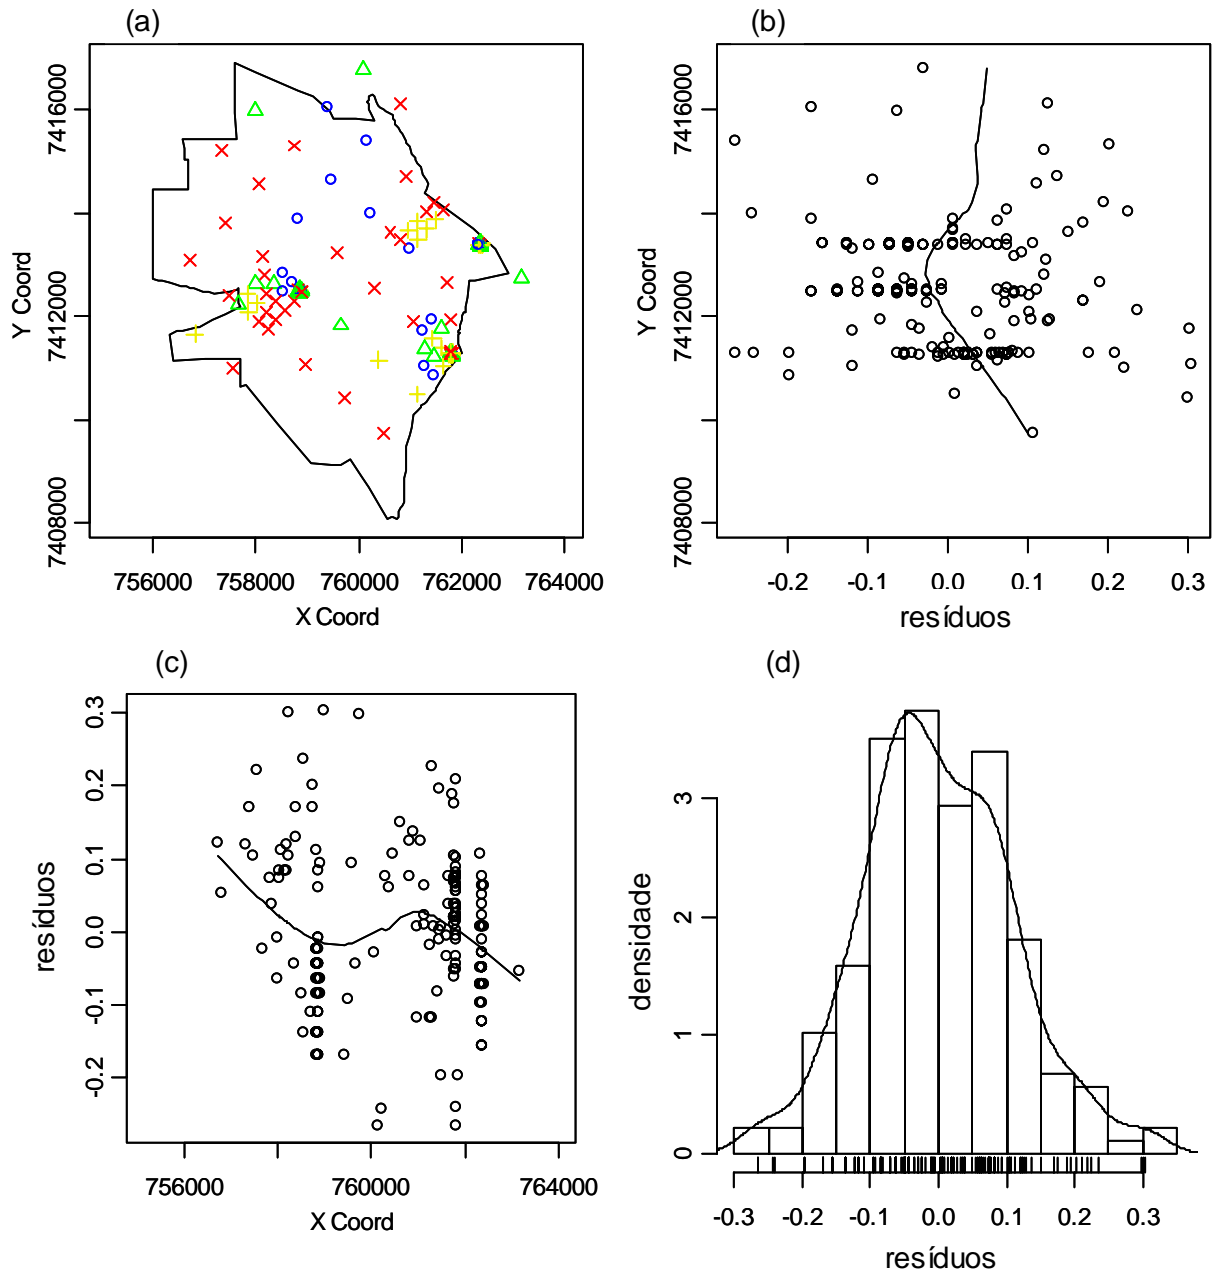 (a)
(b)
7416000
7412000
7408000
Y Coord
756000 758000 760000 762000 764000
X Coord
7416000
7412000
7408000
Y Coord
-0.2 -0.1 0.0 0.1 0.2 0.3
resíduos
(c)
(d)
0.3
0.2
0.1
0.0
-0.1
-0.2
resíduos
756000 760000 764000
X Coord
3
2
1
0
densidade
-0.3 -0.2 -0.1 0.0 0.1 0.2 0.3
resíduos